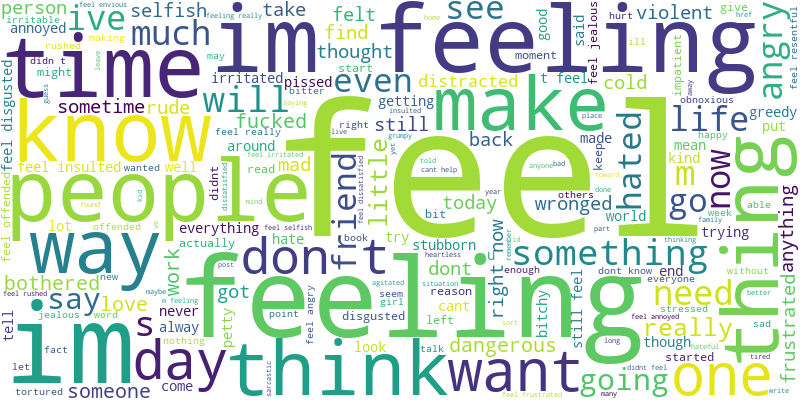 person
ive
selfish
take
see
violent
good
give
href
feel envious
feeling really
home
irritable
annoyed
rushed
making
much
felt
find
thought
said
hurt
ill
feel jealous
moment
impatient
angry
feel resentful
time
im
feeling
didn t
might
leave
guess
may
irritated
pissed
bitter
start
even
distracted
t feel
cold
obnoxious
away
feel disgusted
sometime
rude
will
getting
insulted
make
life
greedy
put
know
fucked
feel really
saying
still
back
made
place
keep
hated
happy
mean
kind
m
now
around
right
live
grumpy
yet
feel
feel insulted
well
wanted
didnt
read
mad
feel irritated
mind
little
told
cant help
anyone
bad
toward
thing
able
people
found
kid
dissatisfied
friend
feel dissatisfied
today
year
wronged
others
done
go
week
family
trying
anything
feel offended
lot
offended
ve
everything
feel selfish
bit
world
part
thinking
way
actually
hate
book
try
stubborn
remember
id
something
without
bothered
new
work
post
don t
heartless
dont
right now
enough
dont know
end
everyone
better
frustrated
feel rushed
say
love
m feeling
got
feeling
agitated
situation
seem
girl
reason
cant
bitchy
still feel
need
stressed
sad
jealous
word
never
s
petty
point
feel angry
disgusted
left
sort
feel annoyed
really
tell
fact
nothing
alway
look
talk
dangerous
though
hateful
let
im
day
come
sarcastic
think
want
going
started
long
tired
one
tortured
someone
feel frustrated
many
didnt feel
write